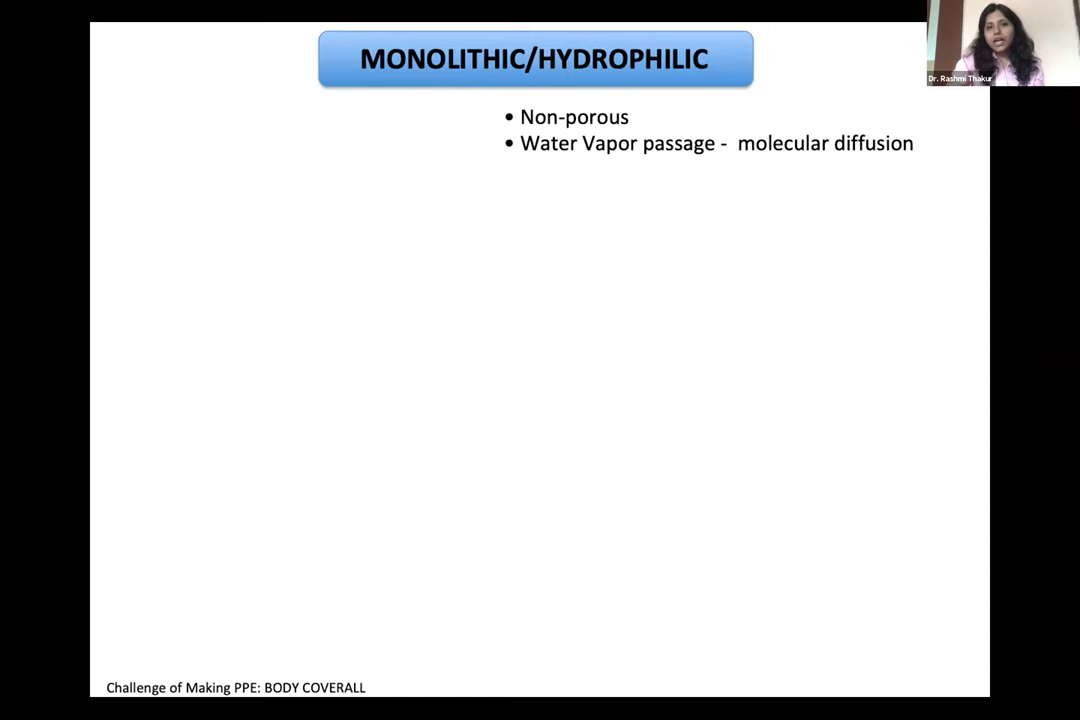 MONOLITHIC/HYDROPHILIC
Dr. Rashmi Thakur
• Non-porous
• Water Vapor passage - molecular diffusion
Challenge of Making PPE: BODY COVERALL